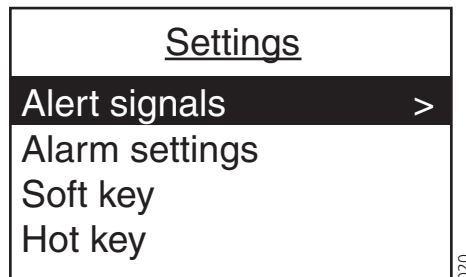 Settings
Alert signals >
Alarm settings
Soft key
Hot key